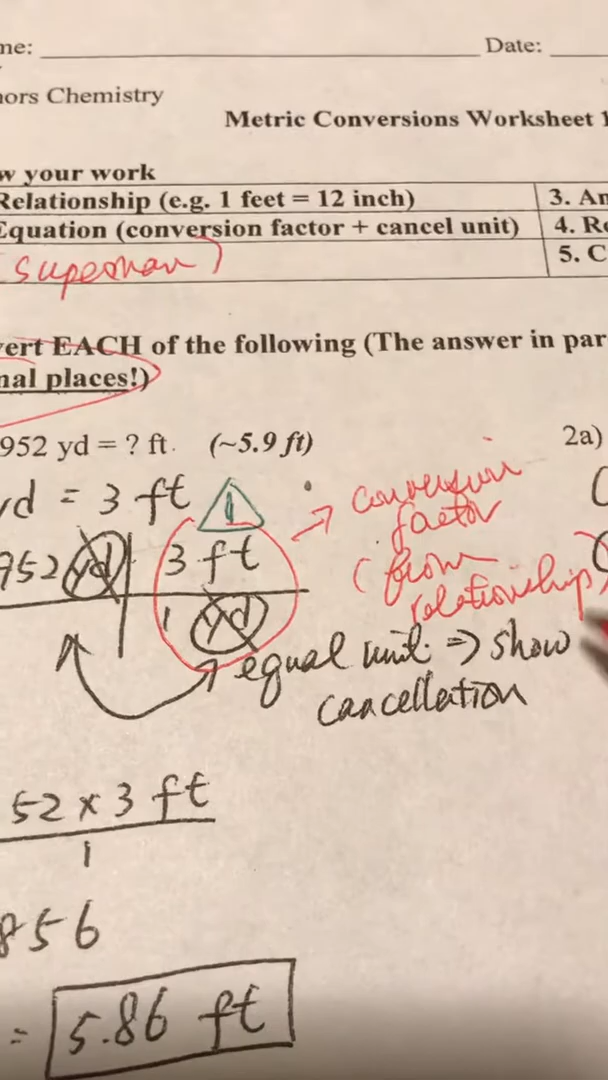 me: Date:
nors Chemistry
Metric Conversions Worksheet 1
w your work
Relationship (e.g. 1 feet = 12 inch) 3. An
Equation (conversion factor + cancel unit) 4. Re
(superman) 5. C
vert EACH of the following (The answer in par
nal places!)
952 yd = ? ft. (~5.9 ft) 2a)
yd = 3 ft 1 → conversion
factor
952 yd 3 ft (from
1 yd relationship)
equal unit. ⇒ show
cancellation
52 x 3 ft
1
856
= 5.86 ft